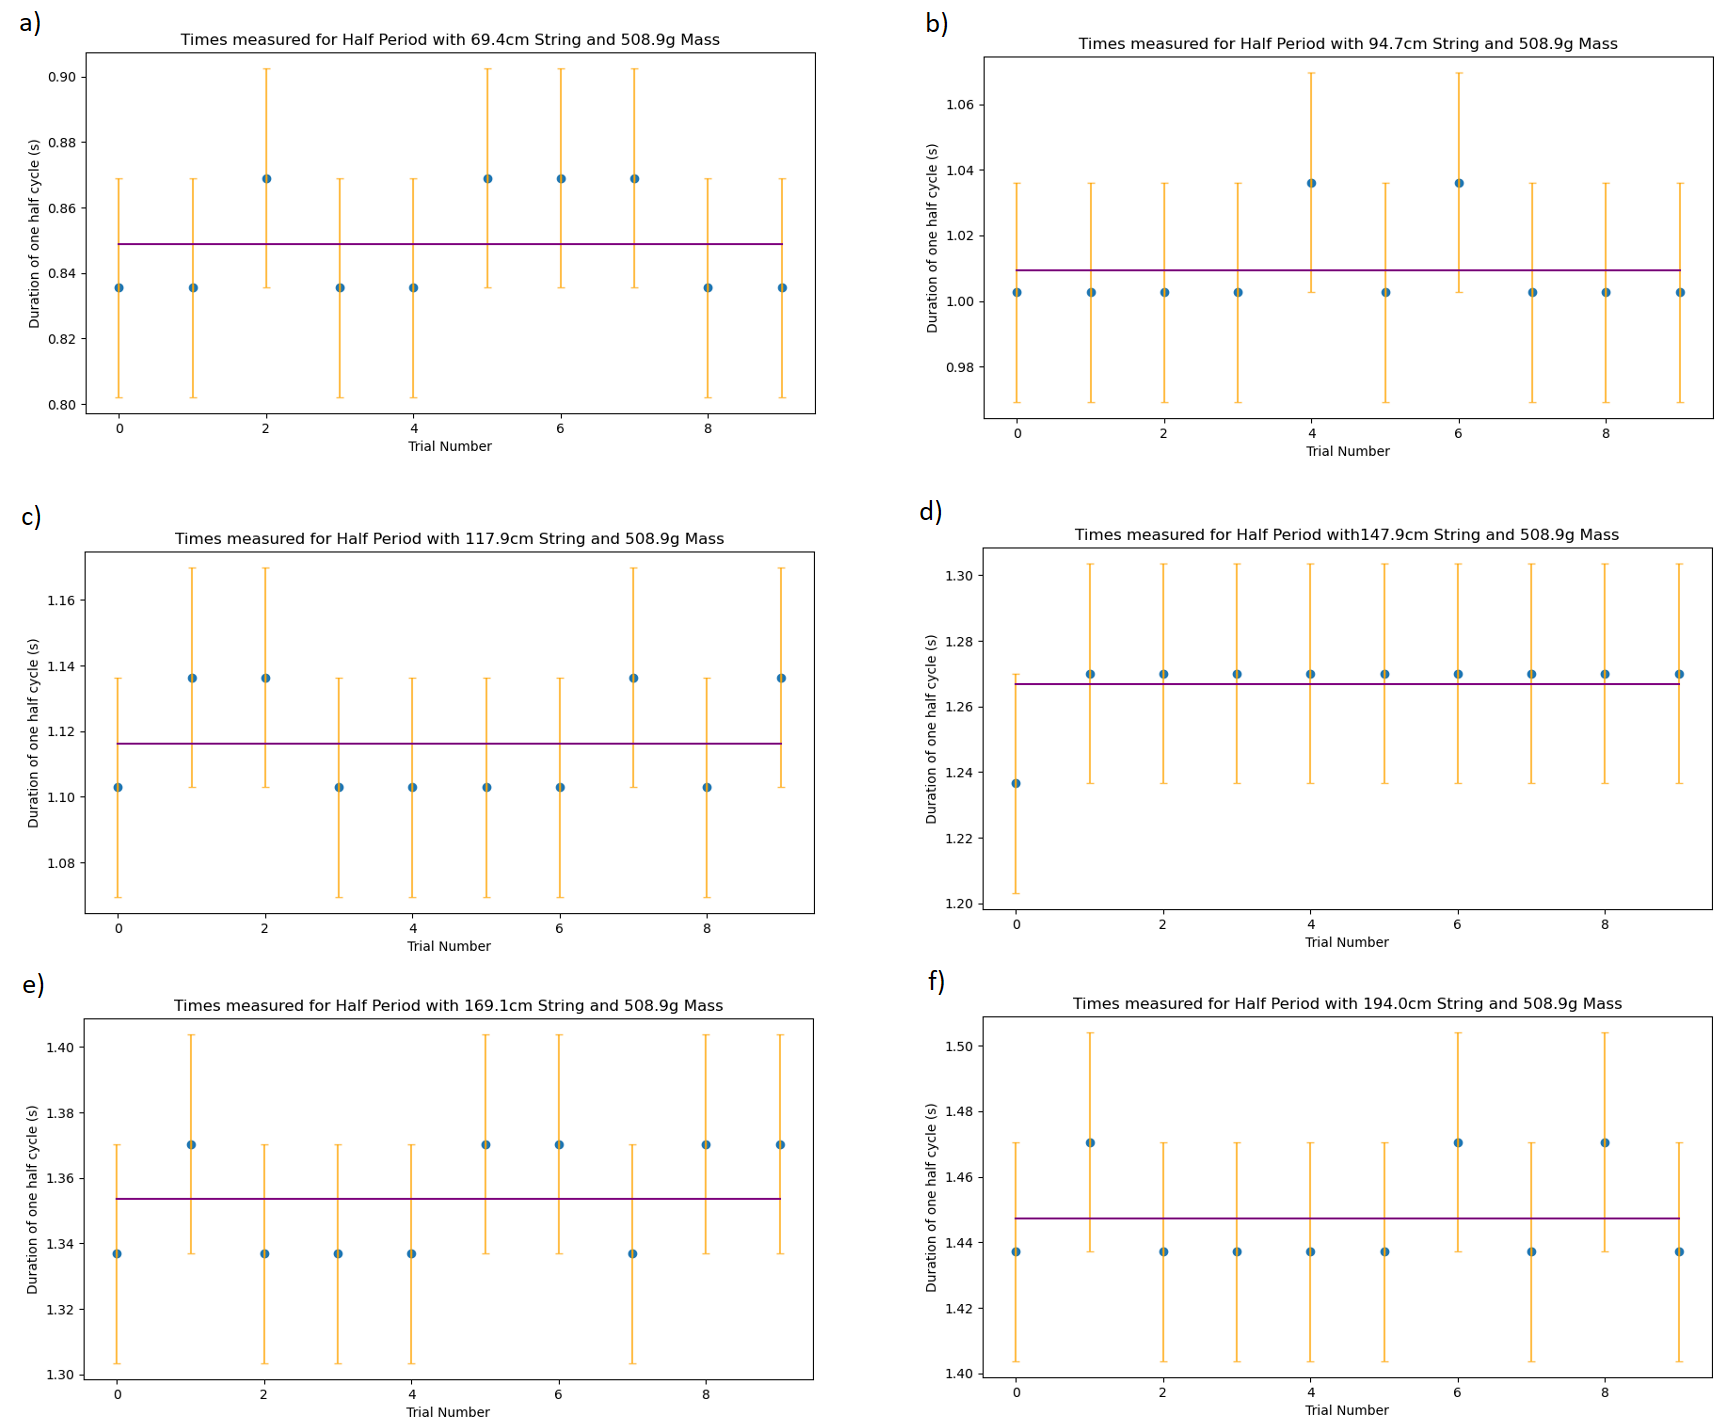 a)
Times measured for Half Period with 69.4cm String and 508.9g Mass
Duration of one half cycle (s)
0.90
0.88
0.86
0.84
0.82
0.80
0 2 4 6 8
Trial Number
b)
Times measured for Half Period with 94.7cm String and 508.9g Mass
Duration of one half cycle (s)
1.06
1.04
1.02
1.00
0.98
0 2 4 6 8
Trial Number
c)
Times measured for Half Period with 117.9cm String and 508.9g Mass
Duration of one half cycle (s)
1.16
1.14
1.12
1.10
1.08
0 2 4 6 8
Trial Number
d)
Times measured for Half Period with147.9cm String and 508.9g Mass
Duration of one half cycle (s)
1.30
1.28
1.26
1.24
1.22
1.20
0 2 4 6 8
Trial Number
e)
Times measured for Half Period with 169.1cm String and 508.9g Mass
Duration of one half cycle (s)
1.40
1.38
1.36
1.34
1.32
1.30
0 2 4 6 8
Trial Number
f)
Times measured for Half Period with 194.0cm String and 508.9g Mass
Duration of one half cycle (s)
1.50
1.48
1.46
1.44
1.42
1.40
0 2 4 6 8
Trial Number